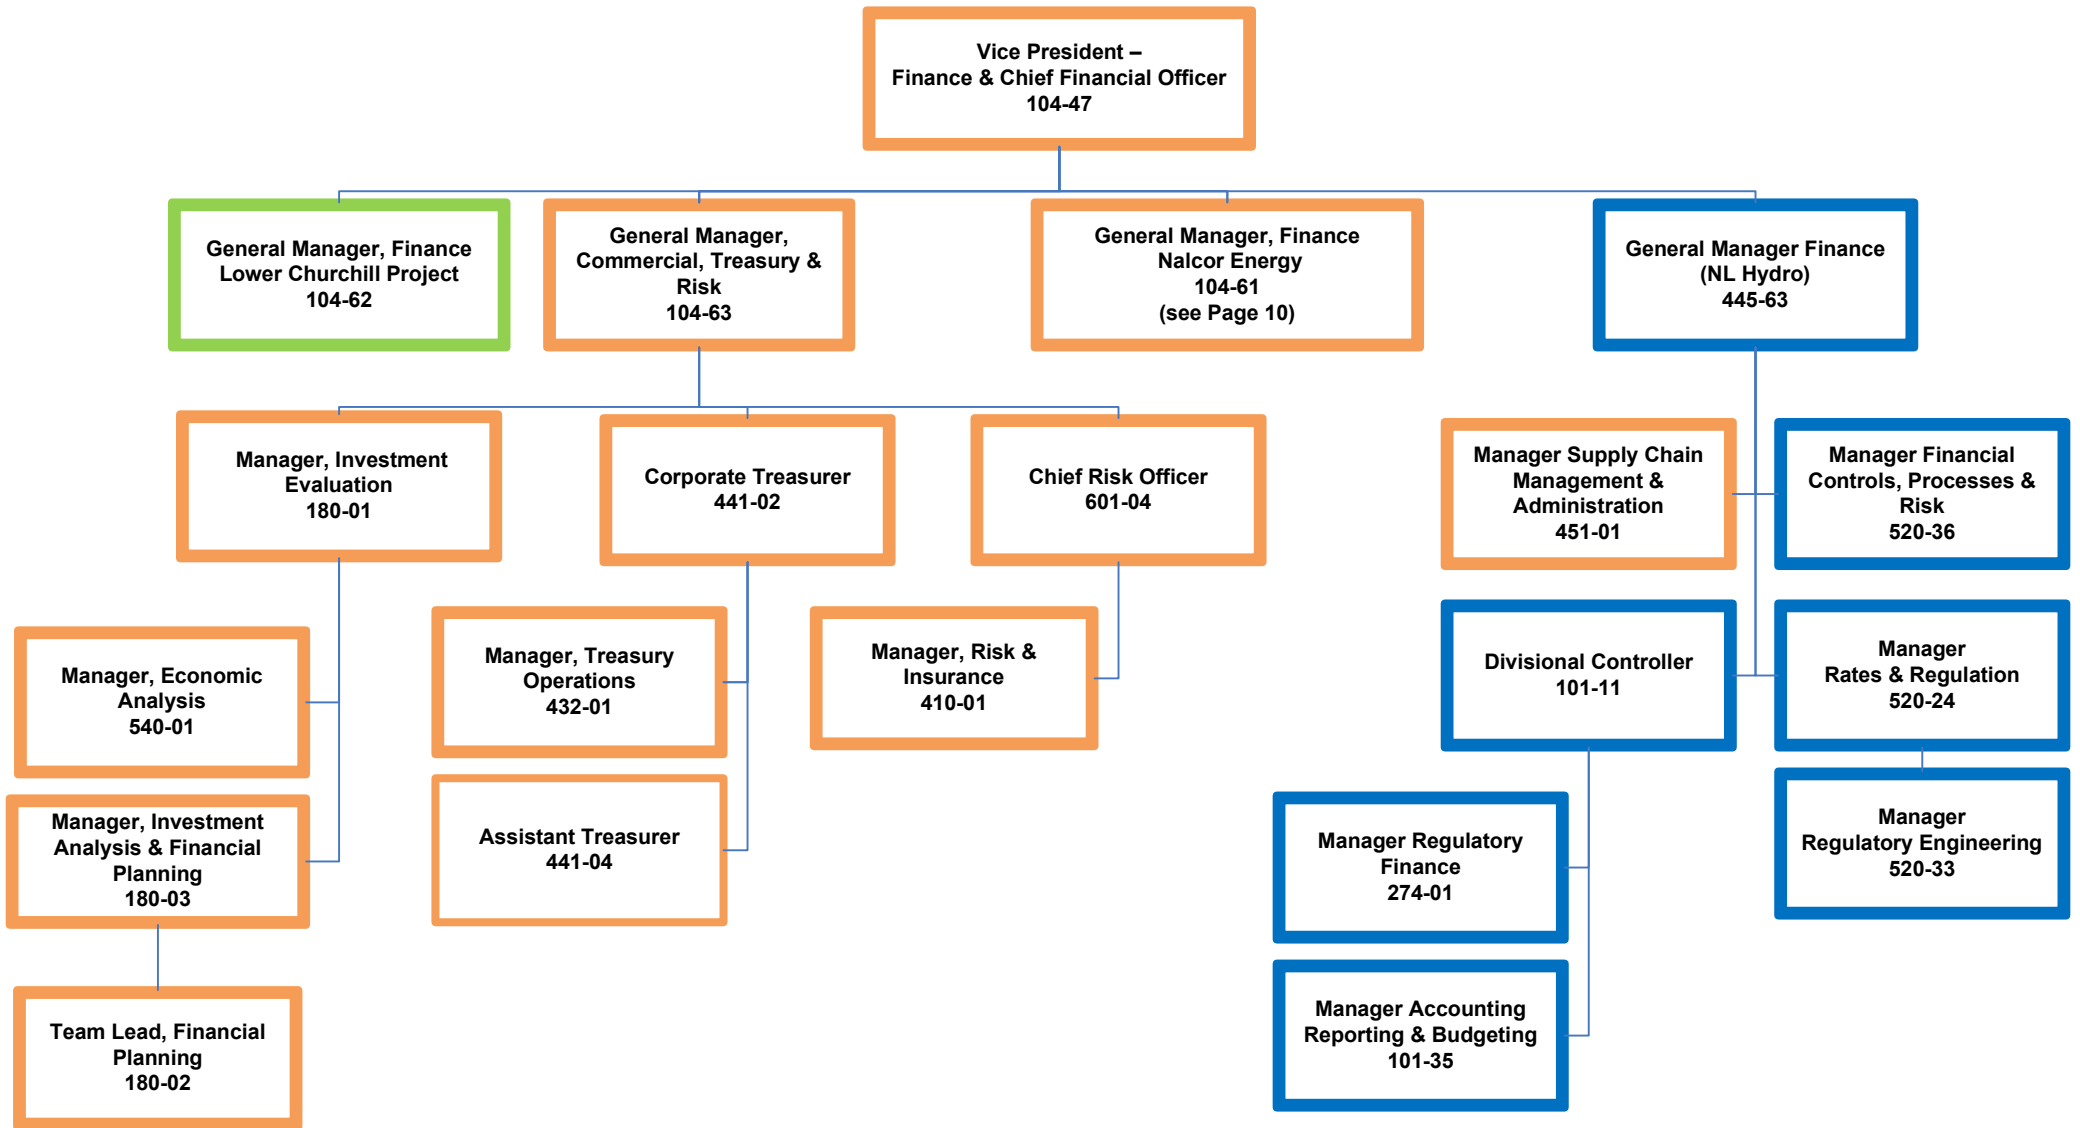 Vice President –
Finance & Chief Financial Officer
104-47
General Manager, Finance
Lower Churchill Project
104-62
General Manager,
Commercial, Treasury &
Risk
104-63
General Manager, Finance
Nalcor Energy
104-61
(see Page 10)
General Manager Finance
(NL Hydro)
445-63
Manager, Investment
Evaluation
180-01
Corporate Treasurer
441-02
Chief Risk Officer
601-04
Manager Supply Chain
Management &
Administration
451-01
Manager Financial
Controls, Processes &
Risk
520-36
Manager, Economic
Analysis
540-01
Manager, Treasury
Operations
432-01
Manager, Risk &
Insurance
410-01
Divisional Controller
101-11
Manager
Rates & Regulation
520-24
Manager, Investment
Analysis & Financial
Planning
180-03
Assistant Treasurer
441-04
Manager Regulatory
Finance
274-01
Manager
Regulatory Engineering
520-33
Team Lead, Financial
Planning
180-02
Manager Accounting
Reporting & Budgeting
101-35